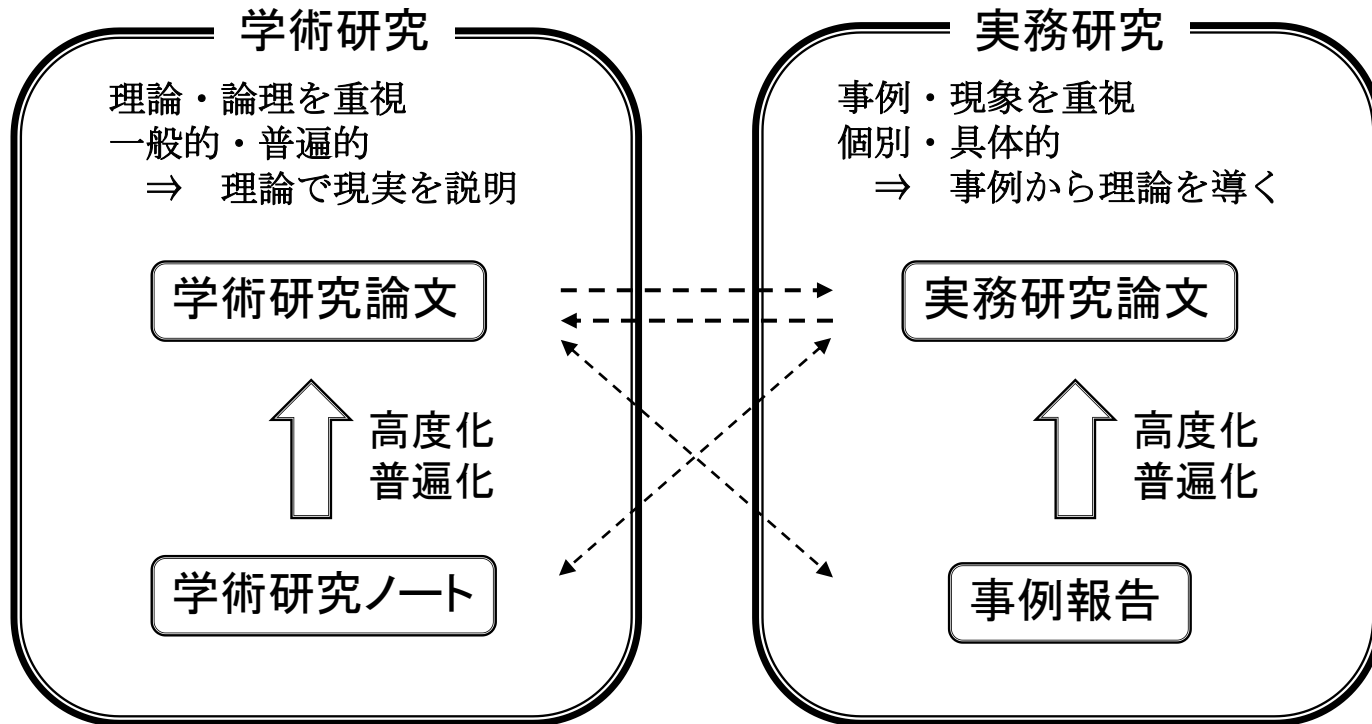 学術研究
理論・論理を重視
一般的・普遍的
⇒ 理論で現実を説明
学術研究論文
高度化
普遍化
学術研究ノート
実務研究
事例・現象を重視
個別・具体的
⇒ 事例から理論を導く
実務研究論文
高度化
普遍化
事例報告